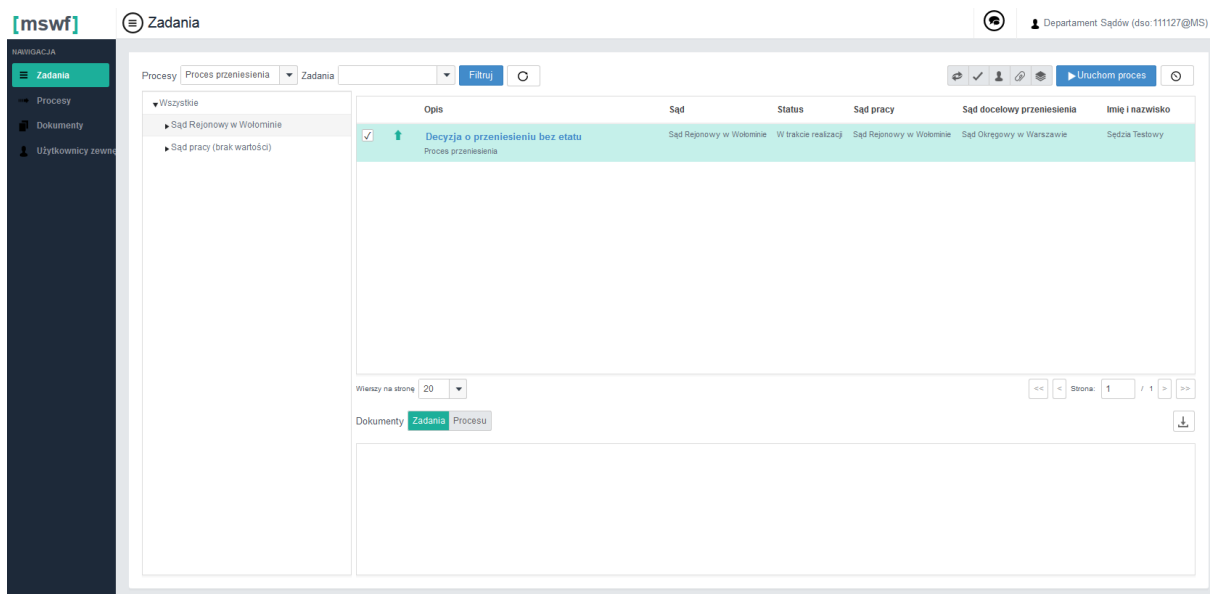 [mswf]
Zadania
Departament Sądów (dso:111127@MS)
NAWIGACJA
Zadania
Procesy
Dokumenty
Użytkownicy zewnę
Procesy Proces przeniesienia Zadania Filtruj Uruchom proces
Wszystkie
Sąd Rejonowy w Wołominie
Sąd pracy (brak wartości)
Opis Sąd Status Sąd pracy Sąd docelowy przeniesienia Imię i nazwisko
Decyzja o przeniesieniu bez etatu Sąd Rejonowy w Wołominie W trakcie realizacji Sąd Rejonowy w Wołominie Sąd Okręgowy w Warszawie Sędzia Testowy
Proces przeniesienia
Wierszy na stronę 20 << < Strona: 1 / 1 > >>
Dokumenty Zadania Procesu